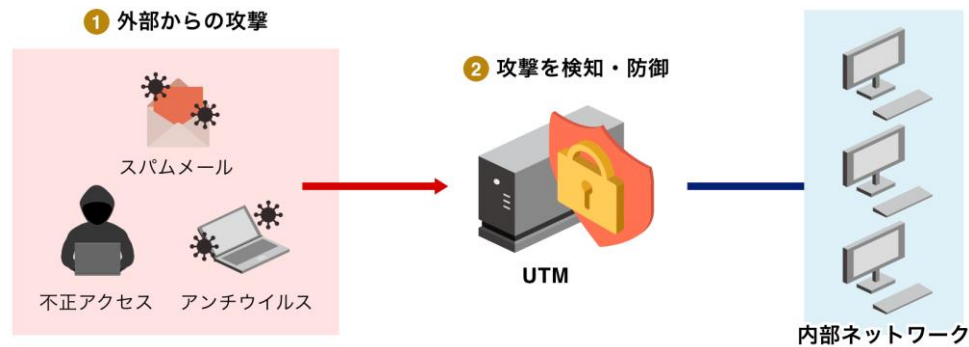 1 外部からの攻撃
スパムメール
不正アクセス
アンチウイルス
2 攻撃を検知・防御
UTM
内部ネットワーク